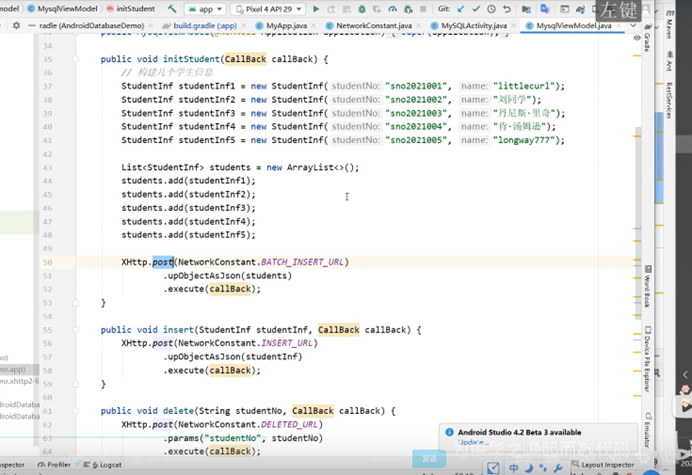 MysqlViewModel
initStudent
app
Pixel 4 API 29
Git:
左键
radle (AndroidDatabaseDemo)
build.gradle (:app)
MyApp.java
NetworkConstant.java
MySQLActivity.java
MysqlViewModel.java
35 public void initStudent(CallBack callBack) {
36 // 构建几个学生信息
37 StudentInf studentInf1 = new StudentInf( studentNo: "sno2021001", name: "littlecurl");
38 StudentInf studentInf2 = new StudentInf( studentNo: "sno2021002", name: "刘同学");
39 StudentInf studentInf3 = new StudentInf( studentNo: "sno2021003", name: "丹尼斯·里奇");
40 StudentInf studentInf4 = new StudentInf( studentNo: "sno2021004", name: "肯·汤姆逊");
41 StudentInf studentInf5 = new StudentInf( studentNo: "sno2021005", name: "longway777");
42
43 List<StudentInf> students = new ArrayList<>();
44 students.add(studentInf1);
45 students.add(studentInf2);
46 students.add(studentInf3);
47 students.add(studentInf4);
48 students.add(studentInf5);
49
50 XHttp.post(NetworkConstant.BATCH_INSERT_URL)
51 .upObjectAsJson(students)
52 .execute(callBack);
53 }
54
55 public void insert(StudentInf studentInf, CallBack callBack) {
56 XHttp.post(NetworkConstant.INSERT_URL)
57 .upObjectAsJson(studentInf)
58 .execute(callBack);
59 }
60
61 public void delete(String studentNo, CallBack callBack) {
62 XHttp.post(NetworkConstant.DELETED_URL)
63 .params("studentNo", studentNo)
64 .execute(callBack);
Maven
Gradle
Ant
RestServices
Word Book
Device File Explorer
Emulator
Android Studio 4.2 Beta 3 available
Update...
发送
中
Profiler
Logcat
Layout Inspector